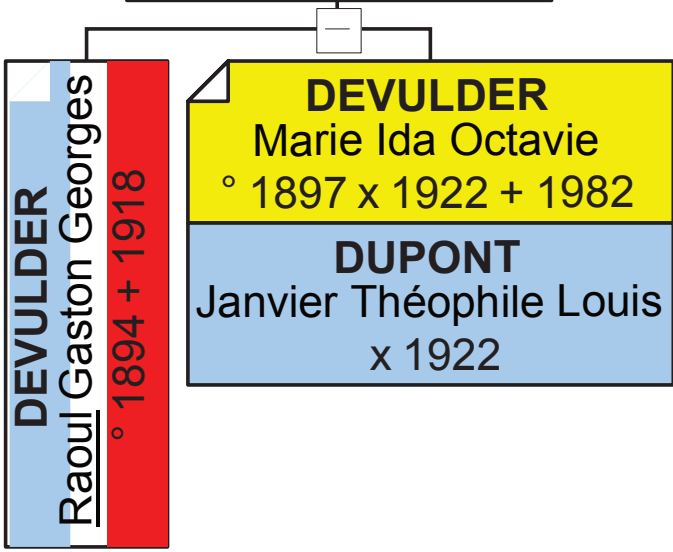 DEVULDER
Raoul Gaston Georges
° 1894 + 1918
DEVULDER
Marie Ida Octavie
° 1897 x 1922 + 1982
DUPONT
Janvier Théophile Louis
x 1922